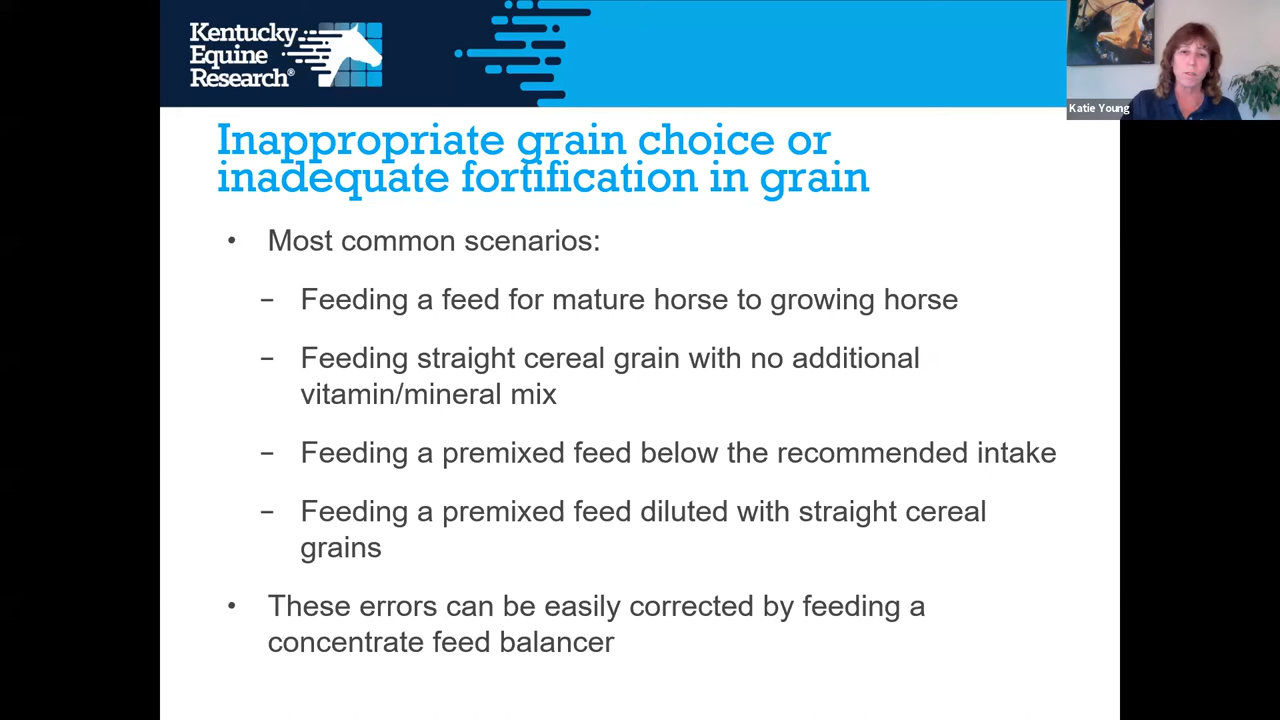 Kentucky
Equine
Research®
Katie Young
Inappropriate grain choice or
inadequate fortification in grain
• Most common scenarios:
– Feeding a feed for mature horse to growing horse
– Feeding straight cereal grain with no additional
vitamin/mineral mix
– Feeding a premixed feed below the recommended intake
– Feeding a premixed feed diluted with straight cereal
grains
• These errors can be easily corrected by feeding a
concentrate feed balancer